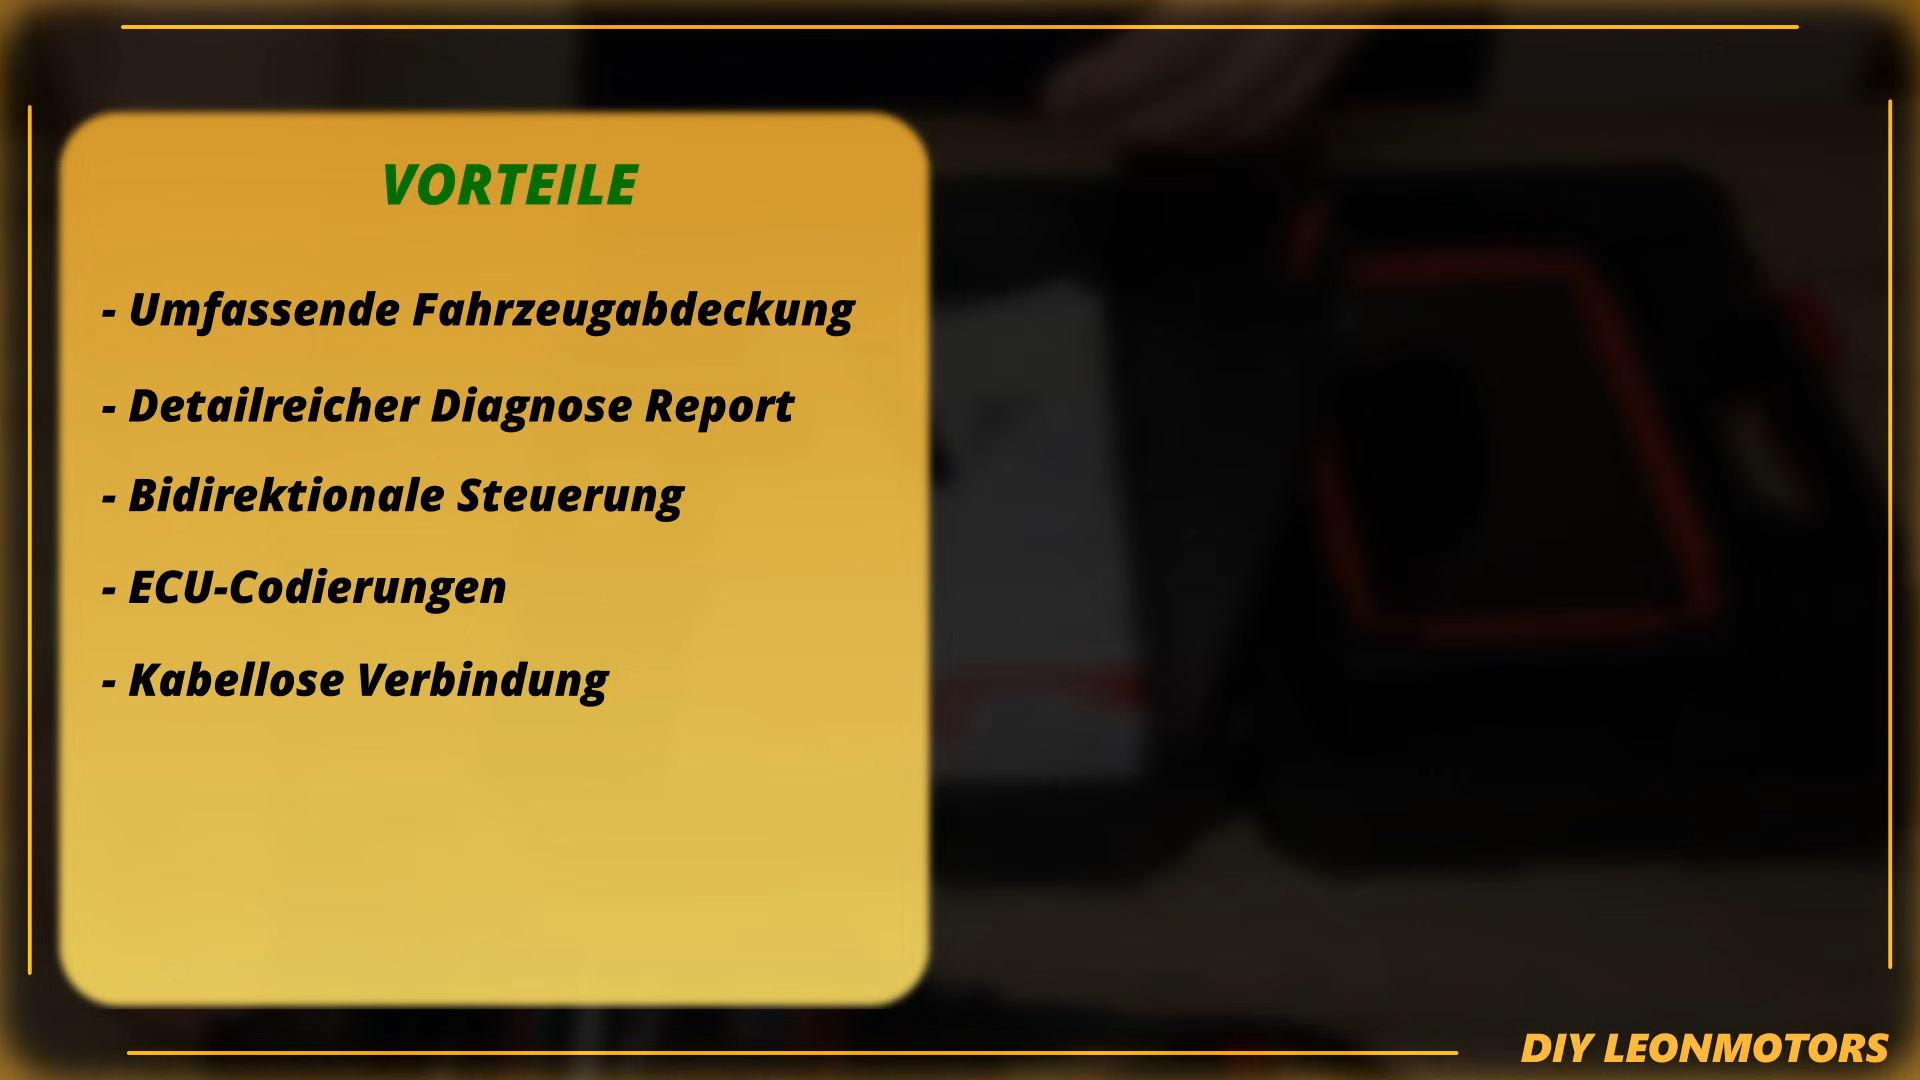 VORTEILE
- Umfassende Fahrzeugabdeckung
- Detailreicher Diagnose Report
- Bidirektionale Steuerung
- ECU-Codierungen
- Kabellose Verbindung
DIY LEONMOTORS